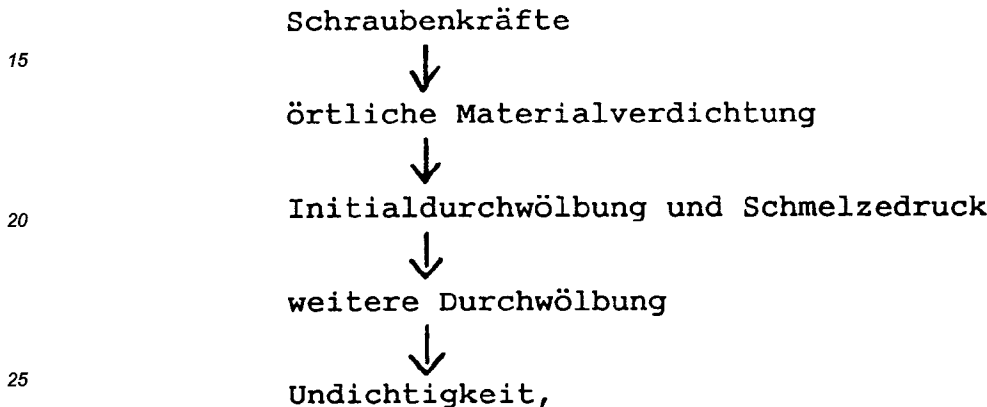 Schraubenkräfte
15
örtliche Materialverdichtung
20 Initialdurchwölbung und Schmelzedruck
weitere Durchwölbung
25 Undichtigkeit,